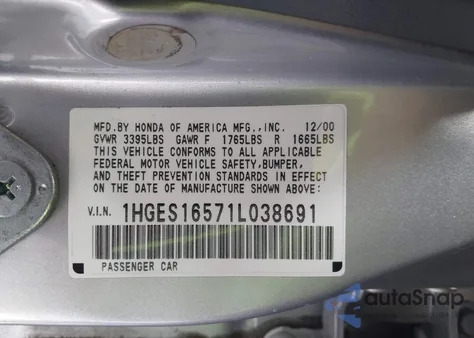 MFD.BY HONDA OF AMERICA MFG.,INC. 12/00
GVWR 3395LBS GAWR F 1765LBS R 1665LBS
THIS VEHICLE CONFORMS TO ALL APPLICABLE
FEDERAL MOTOR VEHICLE SAFETY,BUMPER,
AND THEFT PREVENTION STANDARDS IN EFFECT
ON THE DATE OF MANUFACTURE SHOWN ABOVE:
V.I.N. 1HGES16571L038691
PASSENGER CAR
autoSnap